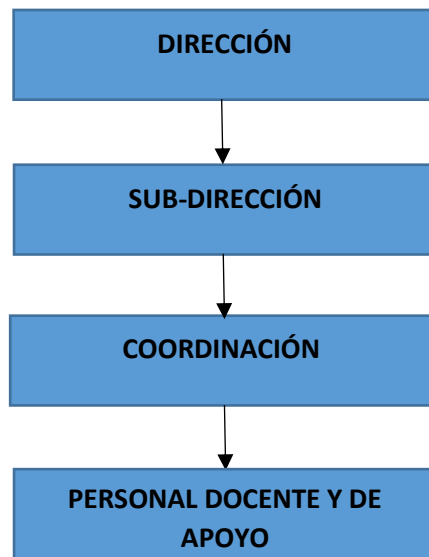 DIRECCIÓN
SUB-DIRECCIÓN
COORDINACIÓN
PERSONAL DOCENTE Y DE
APOYO